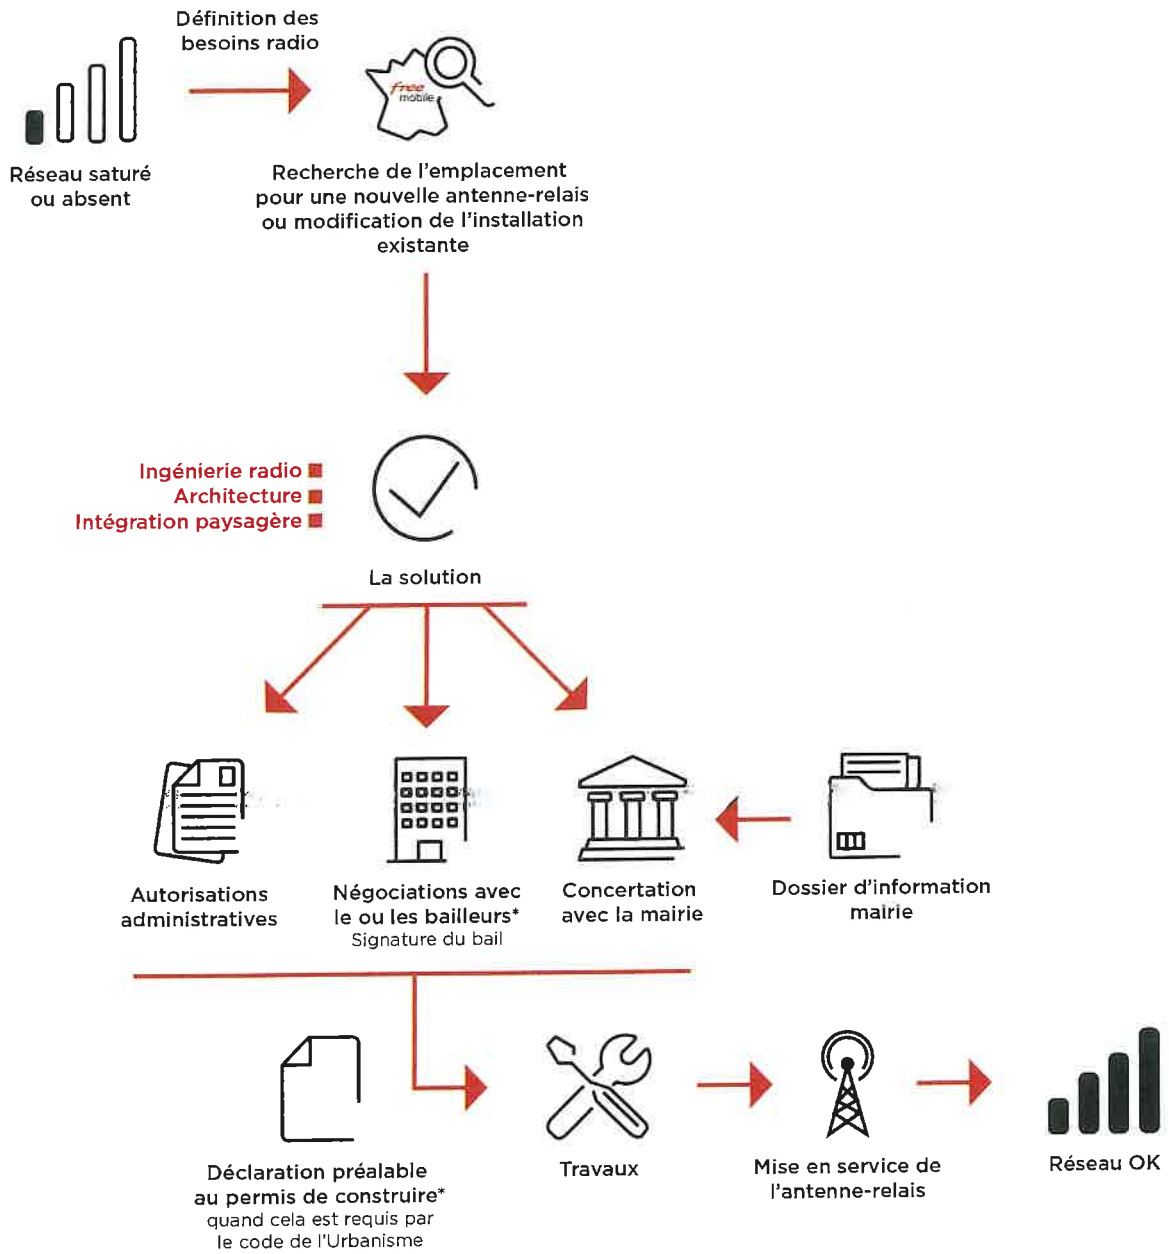 Définition des
besoins radio
Réseau saturé
ou absent
free
mobile
Recherche de l'emplacement
pour une nouvelle antenne-relais
ou modification de l'installation
existante
Ingénierie radio
Architecture
Intégration paysagère
La solution
Autorisations
administratives
Négociations avec
le ou les bailleurs*
Signature du bail
Concertation
avec la mairie
Dossier d'information
mairie
Déclaration préalable
au permis de construire*
quand cela est requis par
le code de l'Urbanisme
Travaux
Mise en service de
l'antenne-relais
Réseau OK